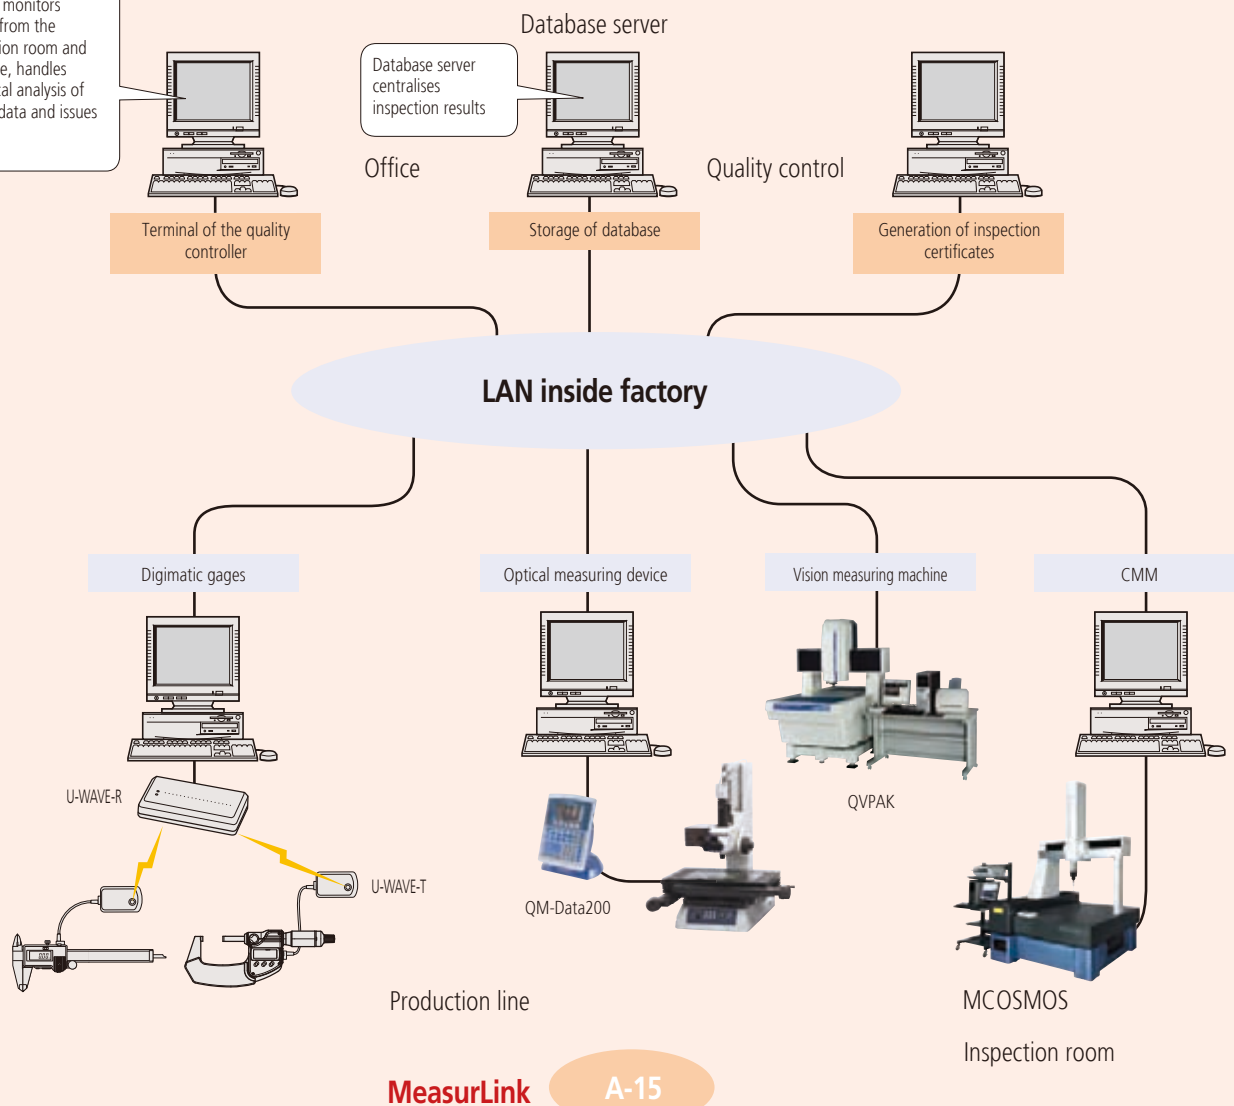 monitors
from the
ion room and
e, handles
al analysis of
data and issues
Database server
Database server
centralises
inspection results
Office
Quality control
Terminal of the quality
controller
Storage of database
Generation of inspection
certificates
LAN inside factory
Digimatic gages
Optical measuring device
Vision measuring machine
CMM
U-WAVE-R
U-WAVE-T
QM-Data200
QVPAK
Production line
MCOSMOS
Inspection room
MeasurLink
A-15